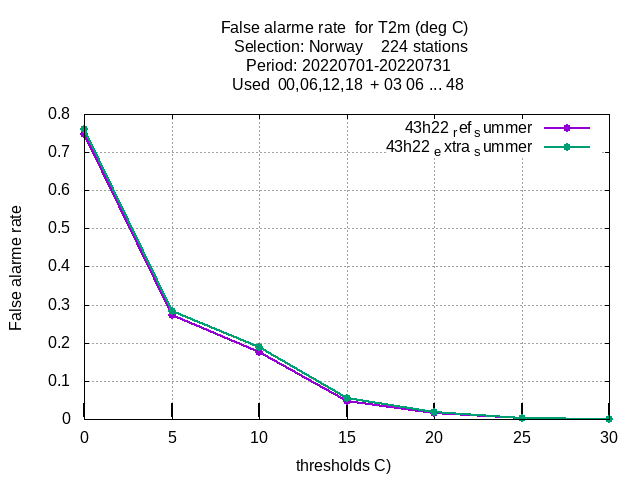 False alarme rate  for T2m (deg C)
Selection: Norway    224 stations
Period: 20220701-20220731
Used  00,06,12,18  + 03 06 ... 48
43h22 ref summer
43h22 extra summer
0.8
0.7
0.6
0.5
0.4
0.3
0.2
0.1
0
False alarme rate
0 5 10 15 20 25 30
thresholds C)